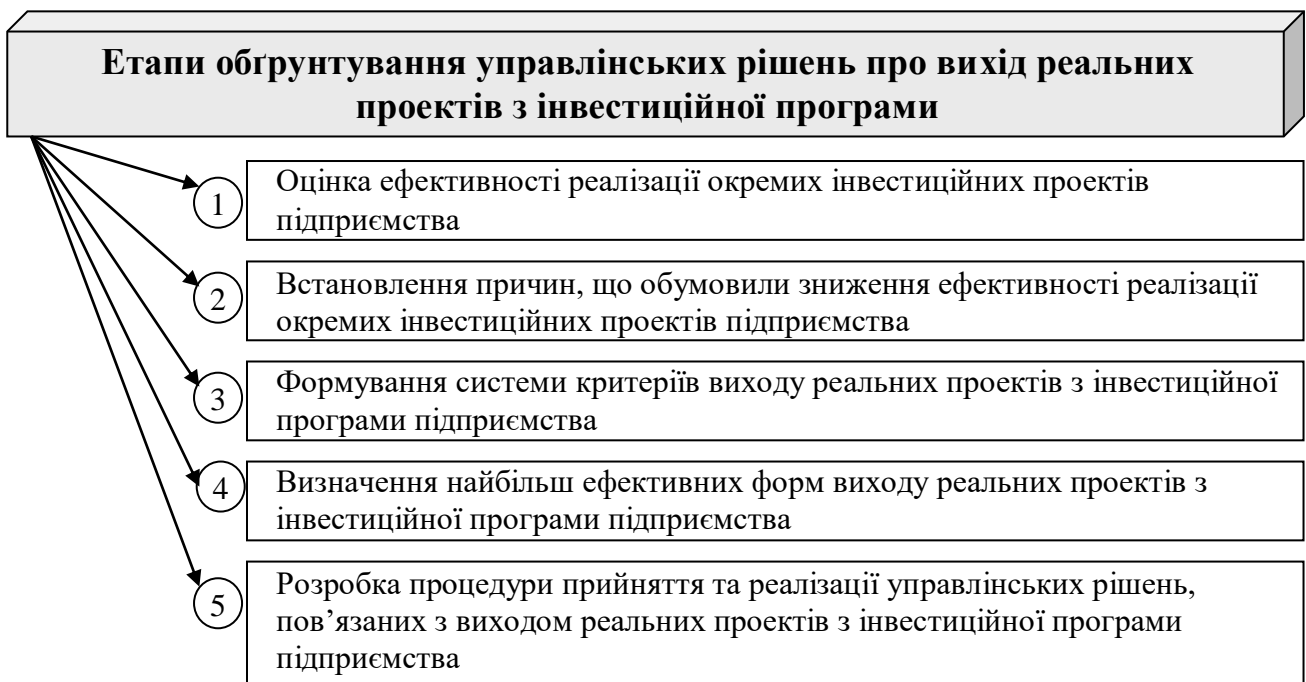 Етапи обґрунтування управлінських рішень про вихід реальних
проектів з інвестиційної програми
1
Оцінка ефективності реалізації окремих інвестиційних проектів
підприємства
2
Встановлення причин, що обумовили зниження ефективності реалізації
окремих інвестиційних проектів підприємства
3
Формування системи критеріїв виходу реальних проектів з інвестиційної
програми підприємства
4
Визначення найбільш ефективних форм виходу реальних проектів з
інвестиційної програми підприємства
5
Розробка процедури прийняття та реалізації управлінських рішень,
пов’язаних з виходом реальних проектів з інвестиційної програми
підприємства